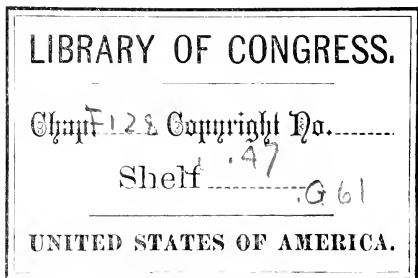 LIBRARY OF CONGRESS.
Chap F128 Copyright No.
Shelf .47
.G61
UNITED STATES OF AMERICA.